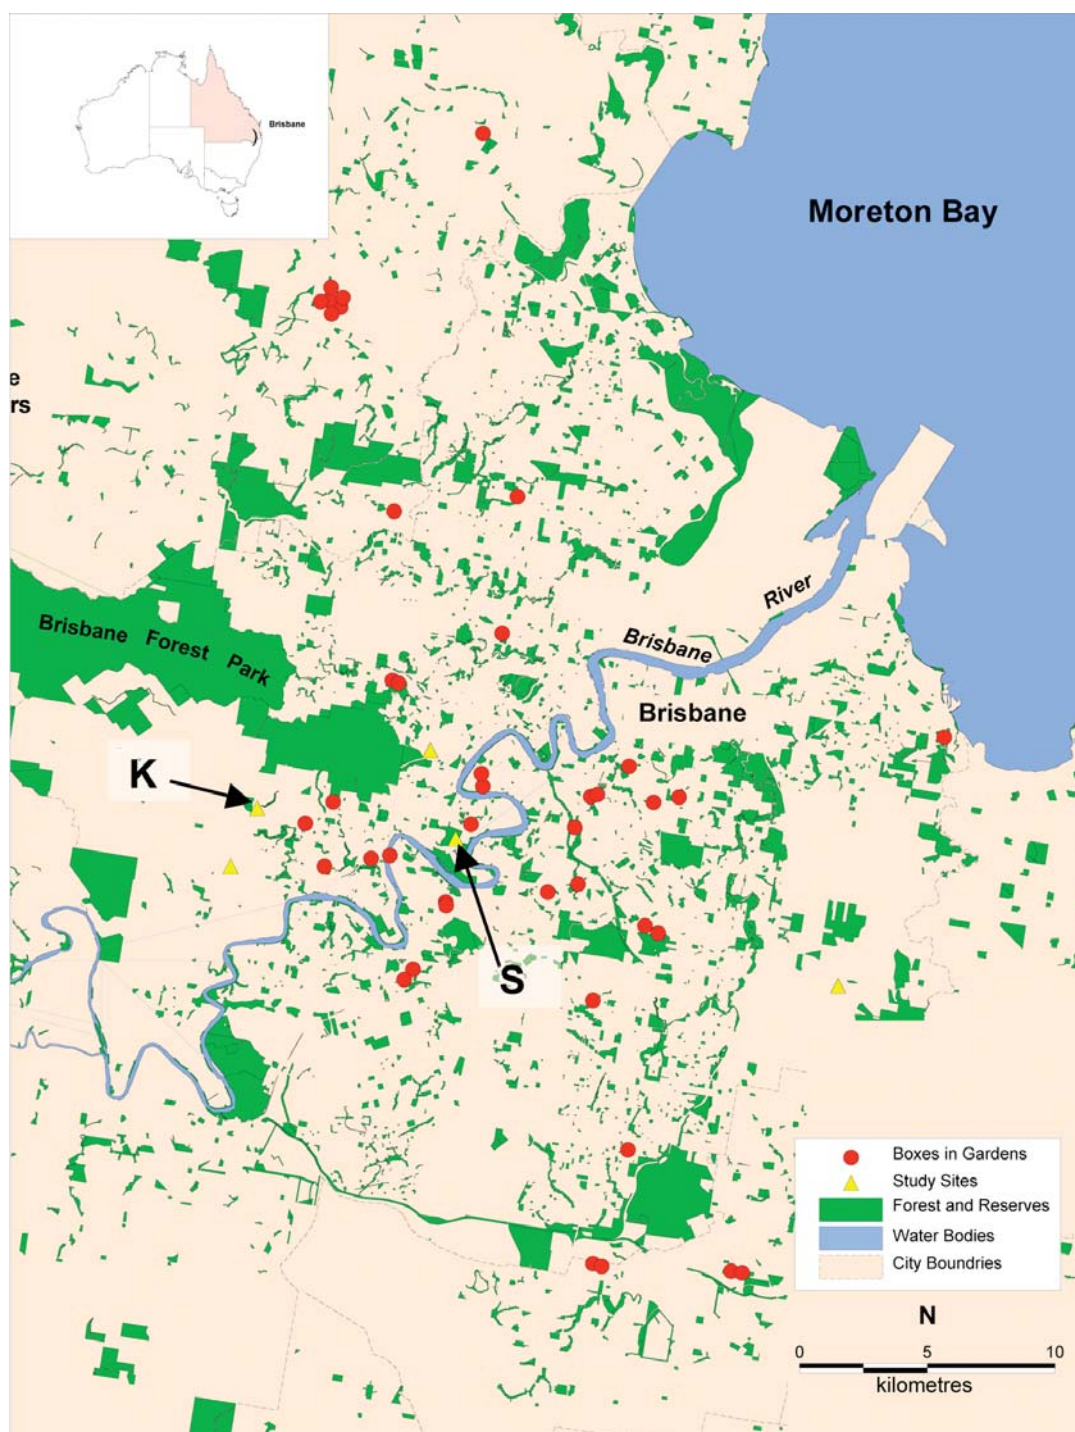 Brisbane
Moreton Bay
e
rs
River
Brisbane
Brisbane Forest Park
Brisbane
K
S
Boxes in Gardens
Study Sites
Forest and Reserves
Water Bodies
City Boundries
N
0 5 10
kilometres